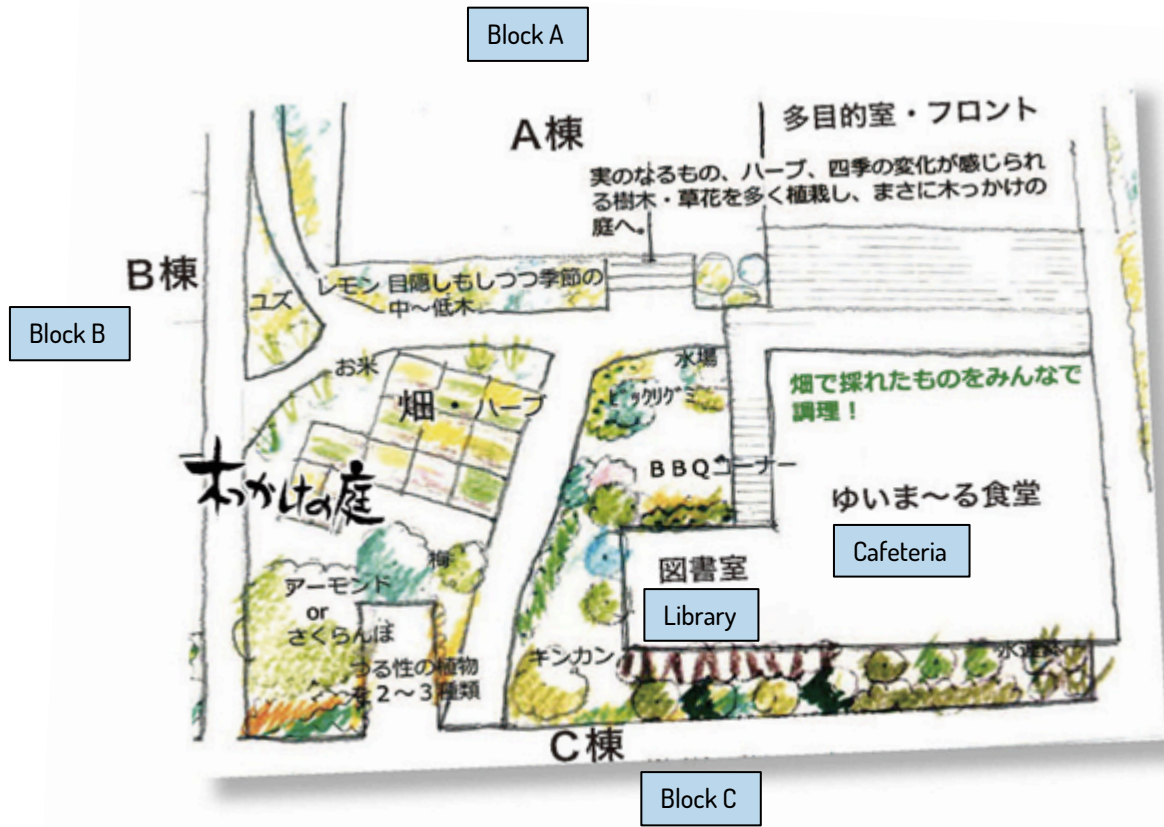 Block A
多目的室・フロント
A棟
実のなるもの、ハーブ、四季の変化が感じられ
る樹木・草花を多く植栽し、まさに木っかけの
庭へ。
B棟
Block B
レモン
目隠しもしつつ季節の
中〜低木
ユズ
お米
畑・ハーブ
水場
ビックリグミ
畑で採れたものをみんなで
調理!
BBQコーナー
木っかけの庭
ゆいま〜る食堂
Cafeteria
図書室
Library
梅
アーモンド
or
さくらんぼ
つる性の植物
を2〜3種類
キンカン
C棟
Block C